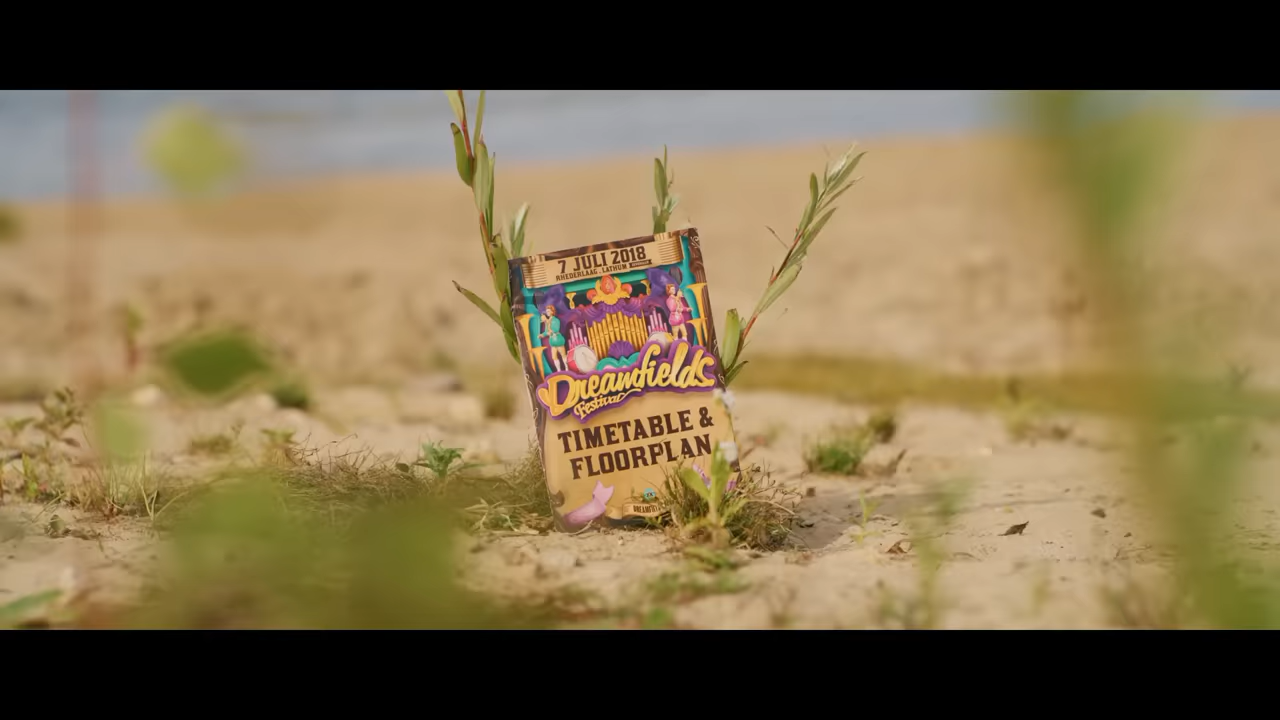 7 JULI 2018
RHEDERLAAG . LATHUM
Dreamfields
Festival
TIMETABLE &
FLOORPLAN